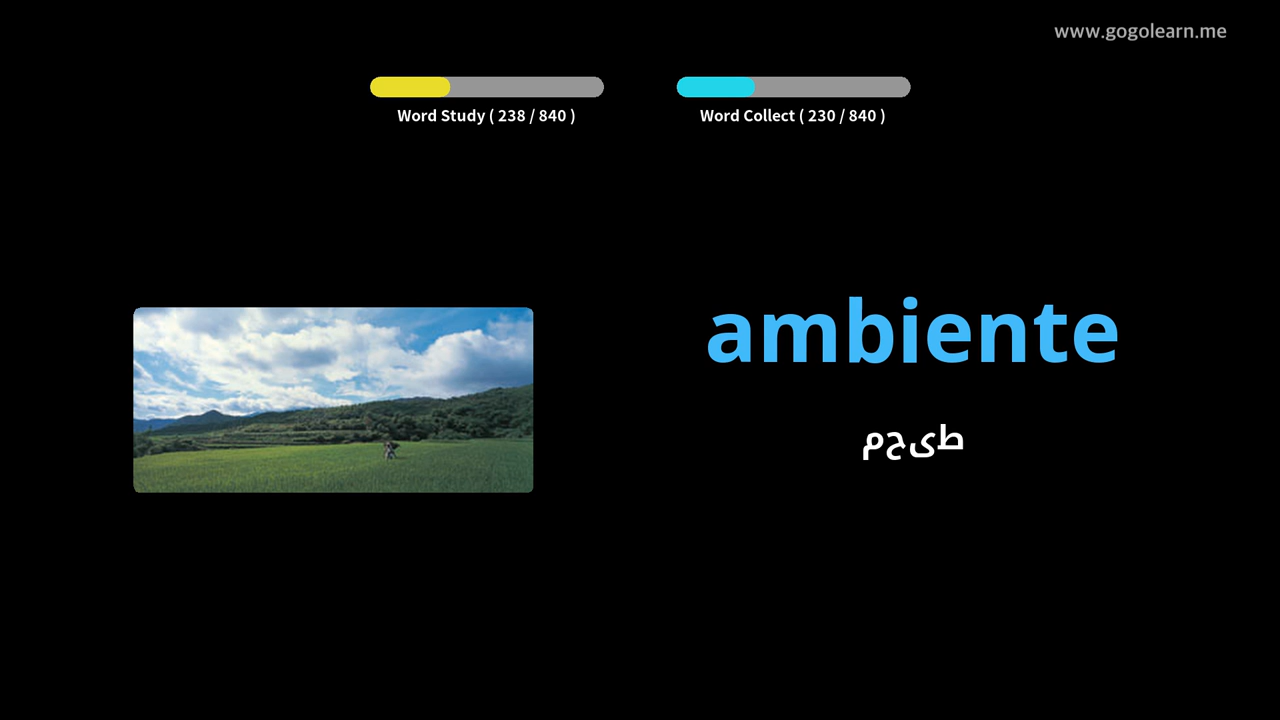 www.gogolearn.me
Word Study ( 238 / 840 )
Word Collect ( 230 / 840 )
ambiente
محیط